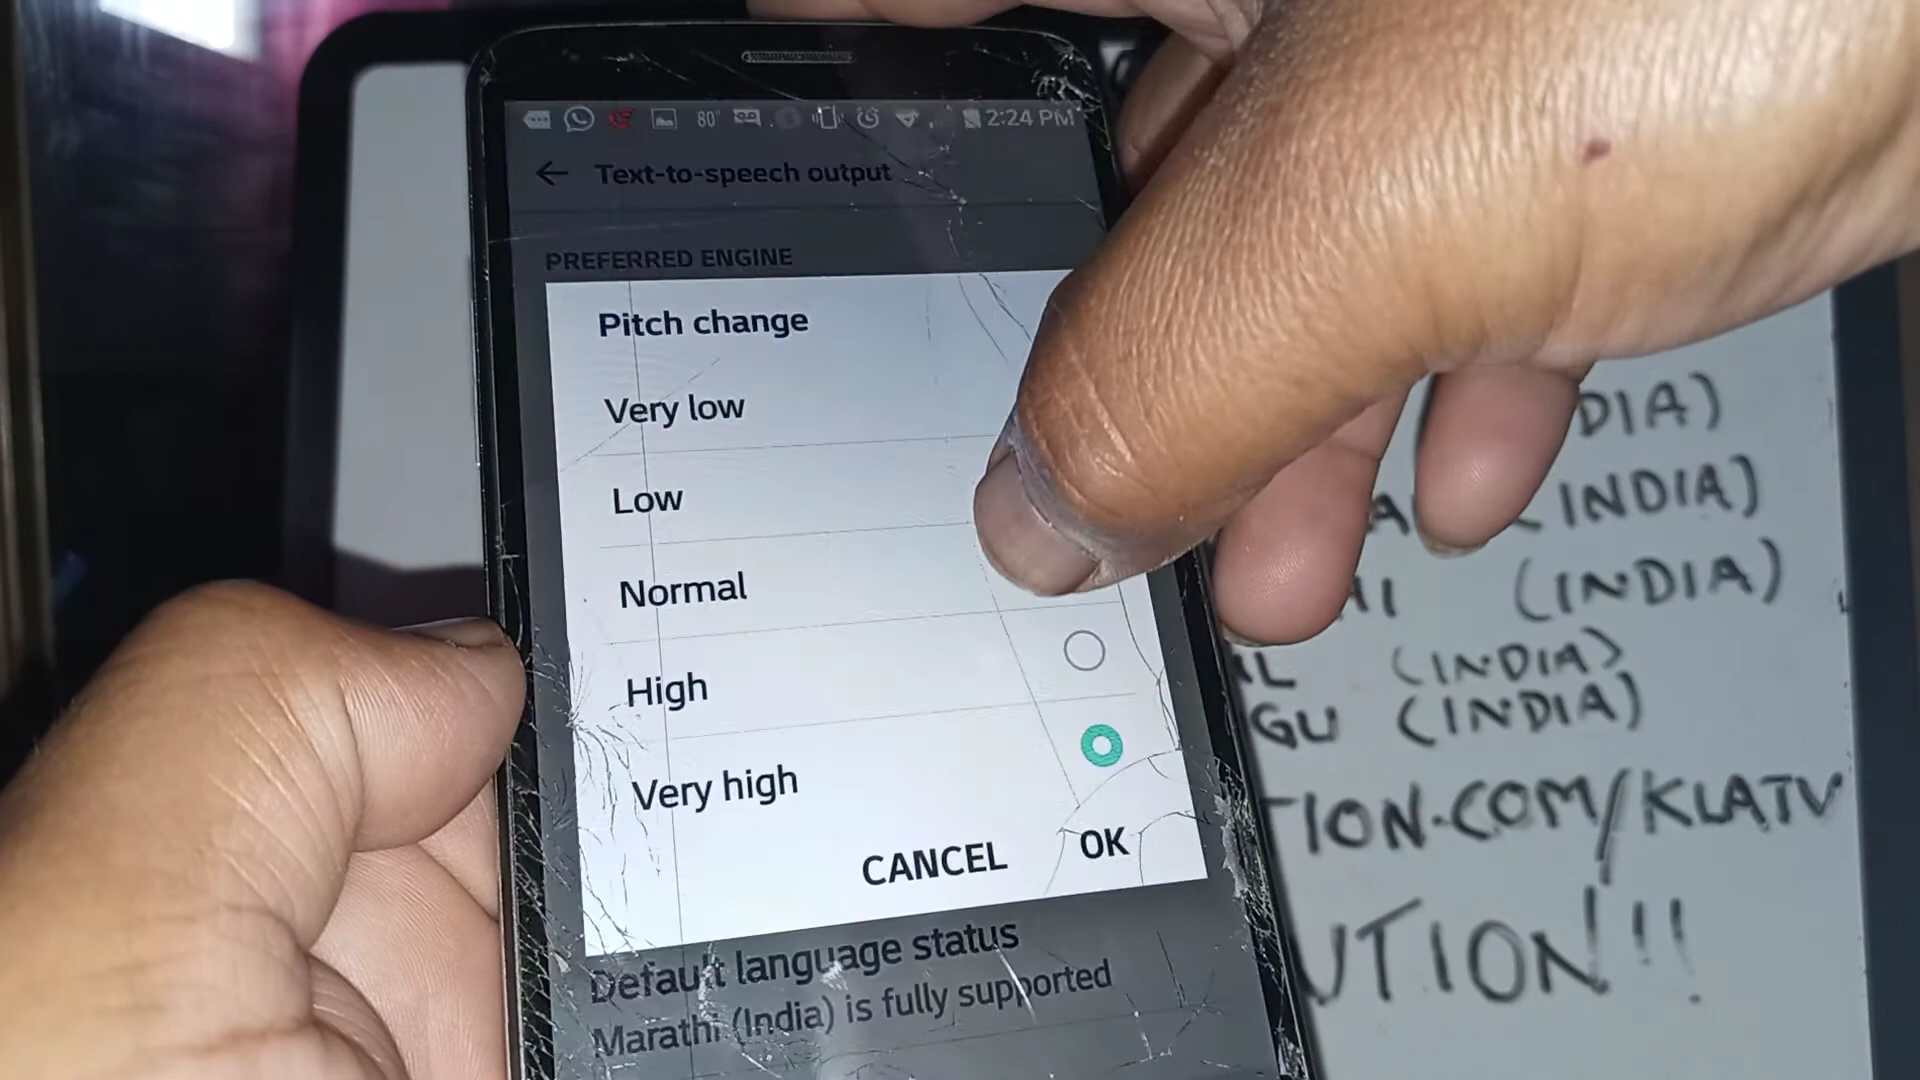 80° 2:24 PM
Text-to-speech output
PREFERRED ENGINE
Pitch change
Very low
Low
Normal
High
Very high
CANCEL OK
Default language status
Marathi (India) is fully supported
DIA)
(INDIA)
(INDIA)
(INDIA)
GU (INDIA)
TION.COM/KLATV
UTION!!